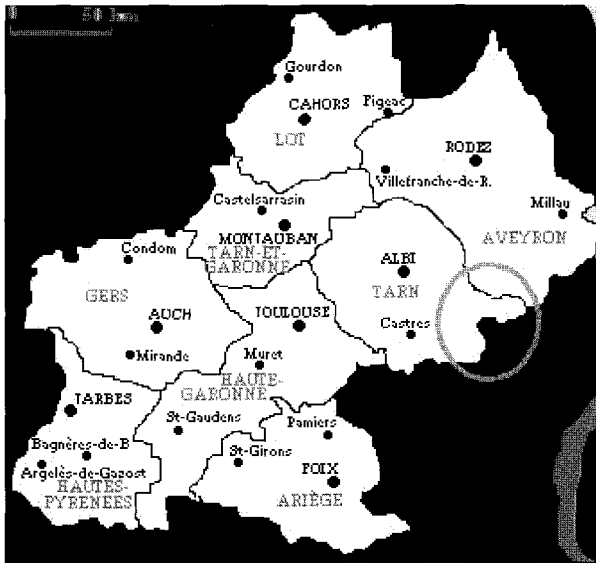 0 50 km
Gourdon
CAHORS
LOT
Figeac
RODEZ
Villefranche-de-R.
Millau
AVEYRON
Castelsarrasin
MONTAUBAN
TARN-ET-
GARONNE
Condom
GERS
AUCH
Mirande
ALBI
TARN
Castres
TOULOUSE
Muret
HAUTE-
GARONNE
TARBES
Bagnères-de-B
Argelès-de-Gazost
HAUTES-
PYRENEES
St-Gaudens
St-Girons
Pamiers
FOIX
ARIÈGE